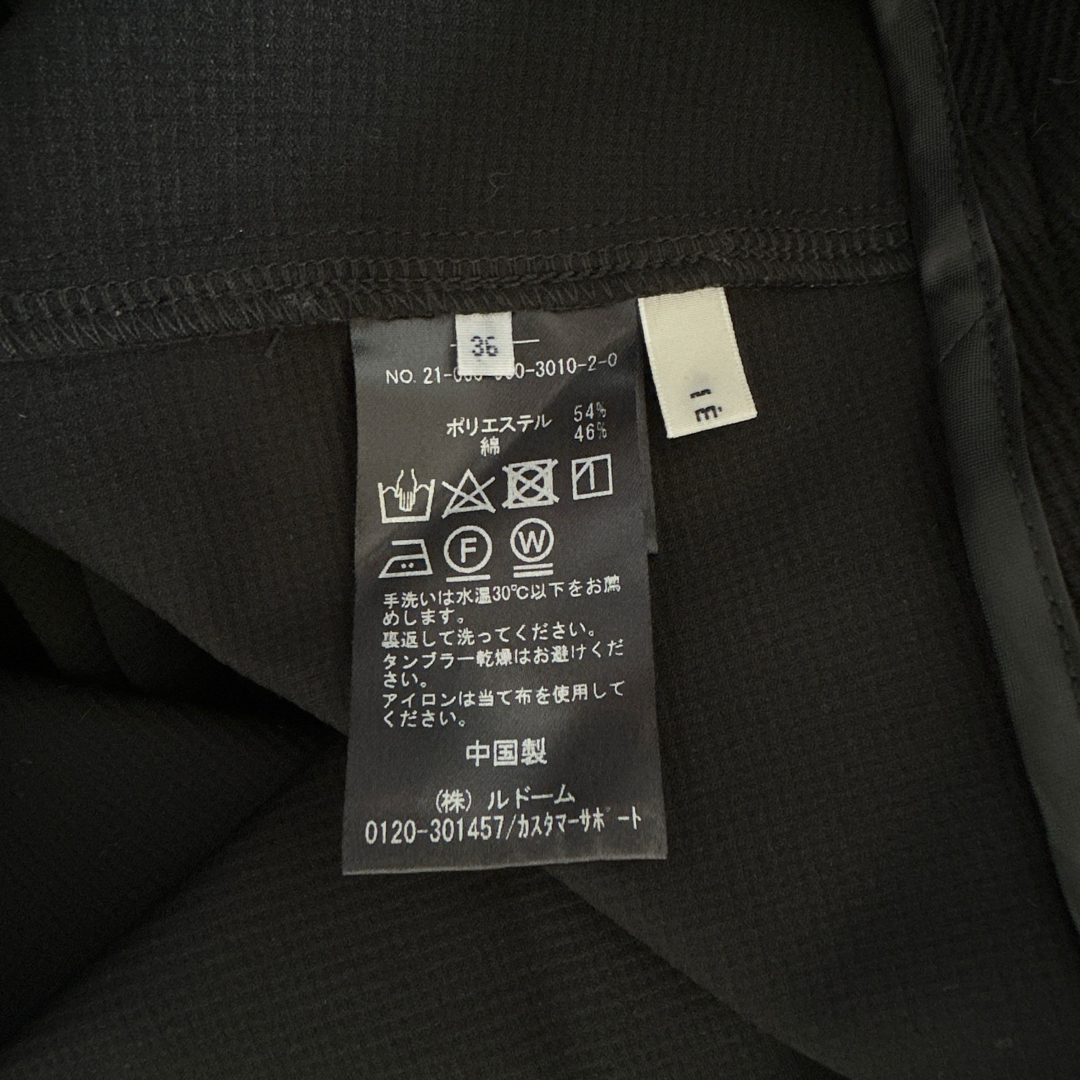 36
NO. 21-0 0-3010-2-0
ポリエステル 54%
綿 46%
F W
手洗いは水温30℃以下をお薦
めします。
裏返して洗ってください。
タンブラー乾燥はお避けくだ
さい。
アイロンは当て布を使用して
ください。
中国製
(株) ルドーム
0120-301457/カスタマーサポート